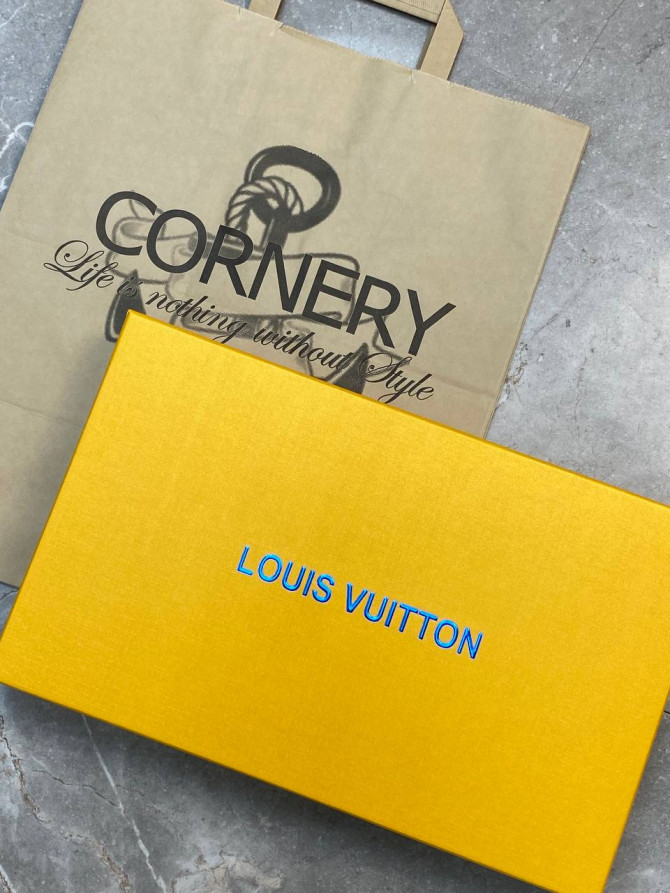 CORNERY
Life is nothing without Style
LOUIS VUITTON